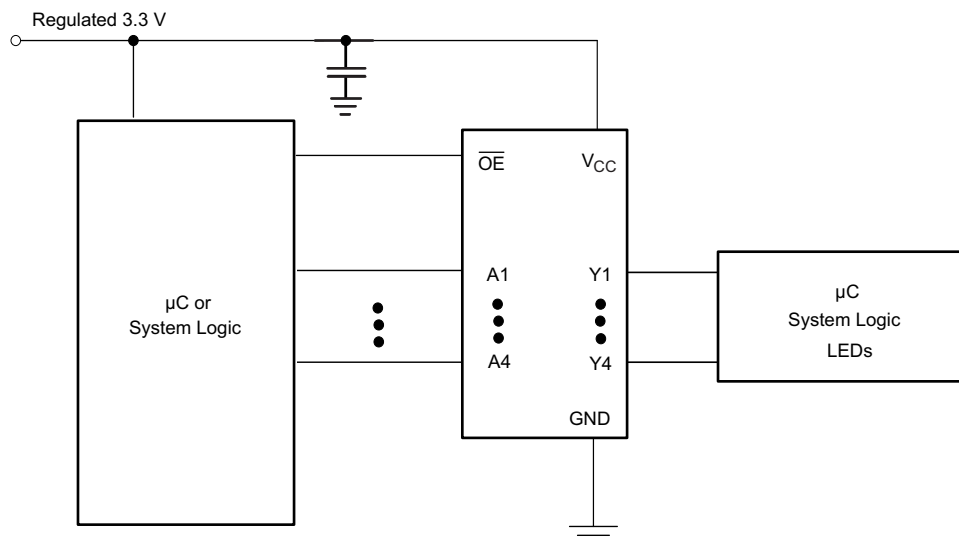 Regulated 3.3 V
OE
VCC
A1
Y1
µC or
System Logic
µC
System Logic
LEDs
A4
Y4
GND